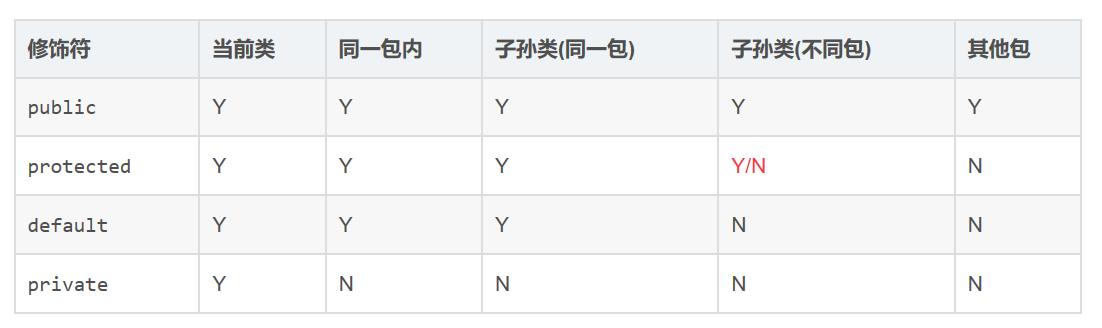 修饰符 当前类 同一包内 子孙类(同一包) 子孙类(不同包) 其他包
public Y Y Y Y Y
protected Y Y Y Y/N N
default Y Y Y N N
private Y N N N N